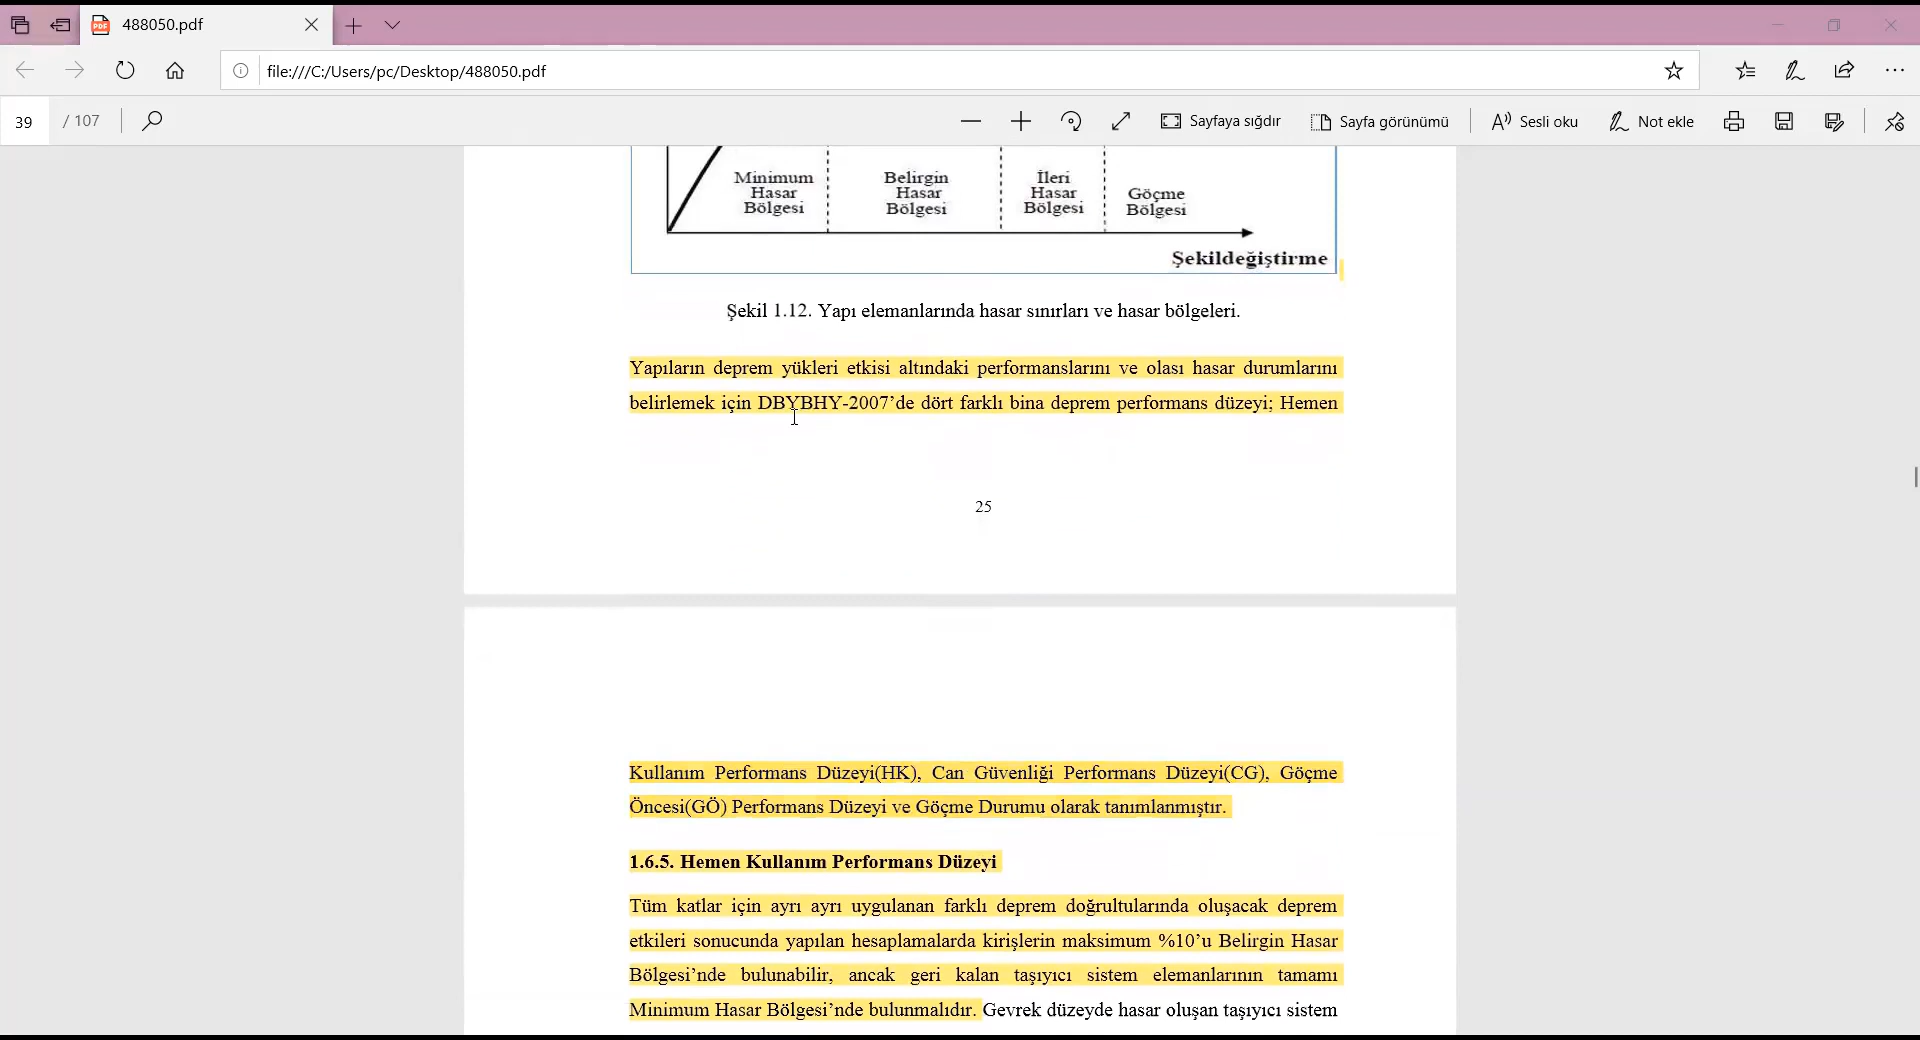 488050.pdf
file:///C:/Users/pc/Desktop/488050.pdf
39 / 107
Sayfaya sığdır
Sayfa görünümü
Sesli oku
Not ekle
Minimum Hasar Bölgesi
Belirgin Hasar Bölgesi
İleri Hasar Bölgesi
Göçme Bölgesi
Şekildeğiştirme
Şekil 1.12. Yapı elemanlarında hasar sınırları ve hasar bölgeleri.
Yapıların deprem yükleri etkisi altındaki performanslarını ve olası hasar durumlarını
belirlemek için DBYBHY-2007’de dört farklı bina deprem performans düzeyi; Hemen
25
Kullanım Performans Düzeyi(HK), Can Güvenliği Performans Düzeyi(CG), Göçme
Öncesi(GÖ) Performans Düzeyi ve Göçme Durumu olarak tanımlanmıştır.
1.6.5. Hemen Kullanım Performans Düzeyi
Tüm katlar için ayrı ayrı uygulanan farklı deprem doğrultularında oluşacak deprem
etkileri sonucunda yapılan hesaplamalarda kirişlerin maksimum %10’u Belirgin Hasar
Bölgesi’nde bulunabilir, ancak geri kalan taşıyıcı sistem elemanlarının tamamı
Minimum Hasar Bölgesi’nde bulunmalıdır. Gevrek düzeyde hasar oluşan taşıyıcı sistem